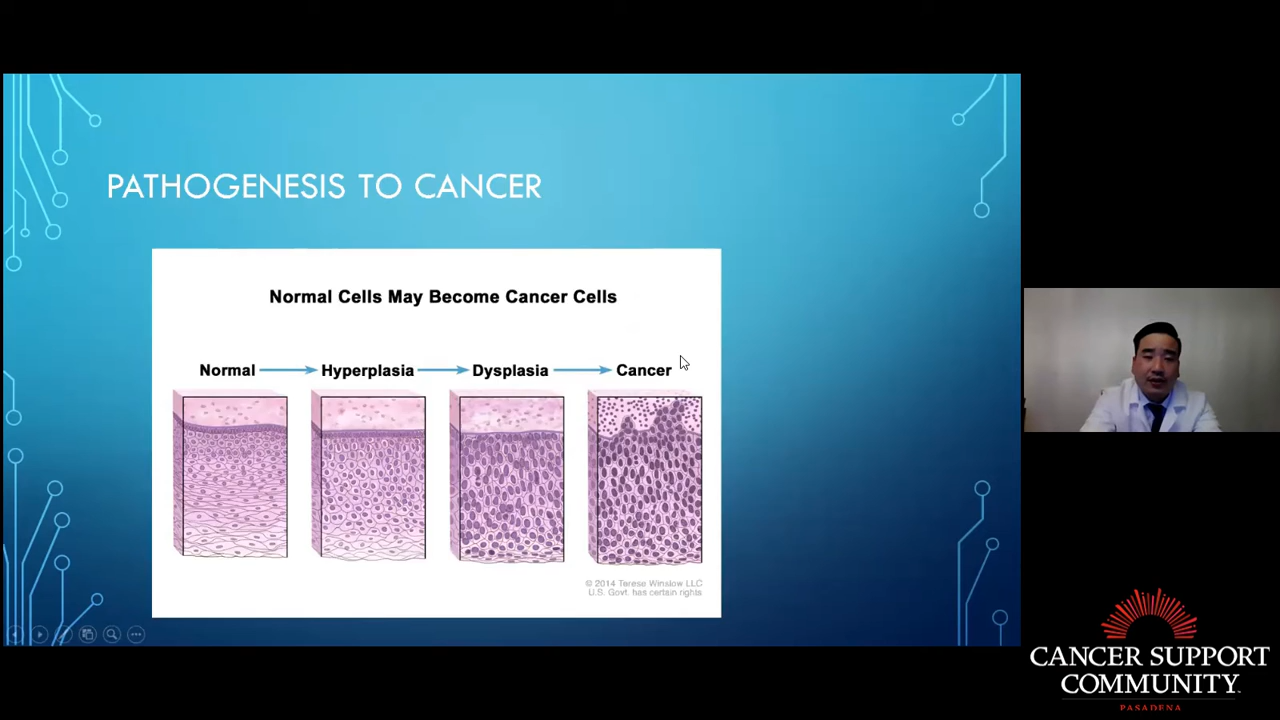 PATHOGENESIS TO CANCER
Normal Cells May Become Cancer Cells
Normal Hyperplasia Dysplasia Cancer
© 2014 Terese Winslow LLC
U.S. Govt. has certain rights
CANCER SUPPORT
COMMUNITY
PASADENA